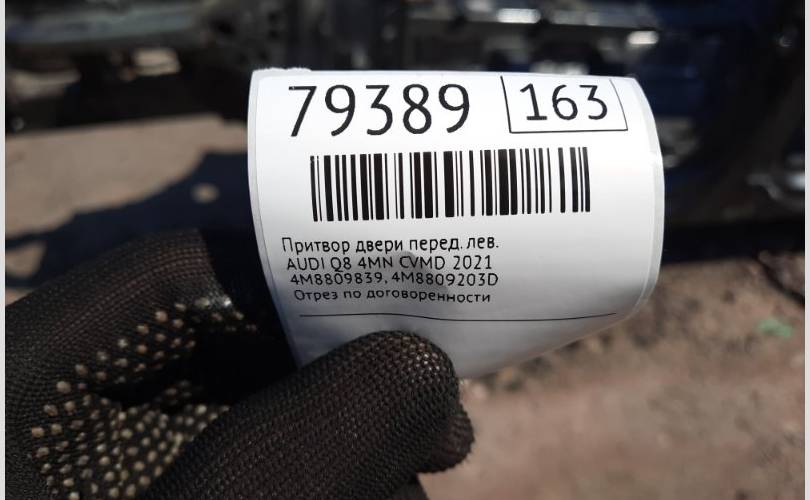 79389 163
Притвор двери перед. лев.
AUDI Q8 4MN CVMD 2021
4M8809839, 4M8809203D
Отрез по договоренности